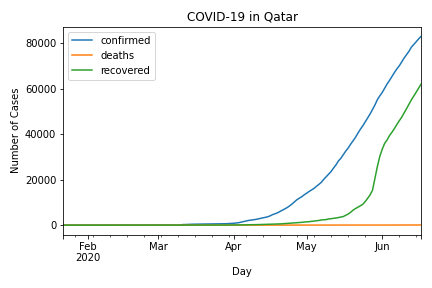 COVID-19 in Qatar
confirmed
deaths
recovered
Number of Cases
80000
60000
40000
20000
0
Feb Mar Apr May Jun
2020
Day